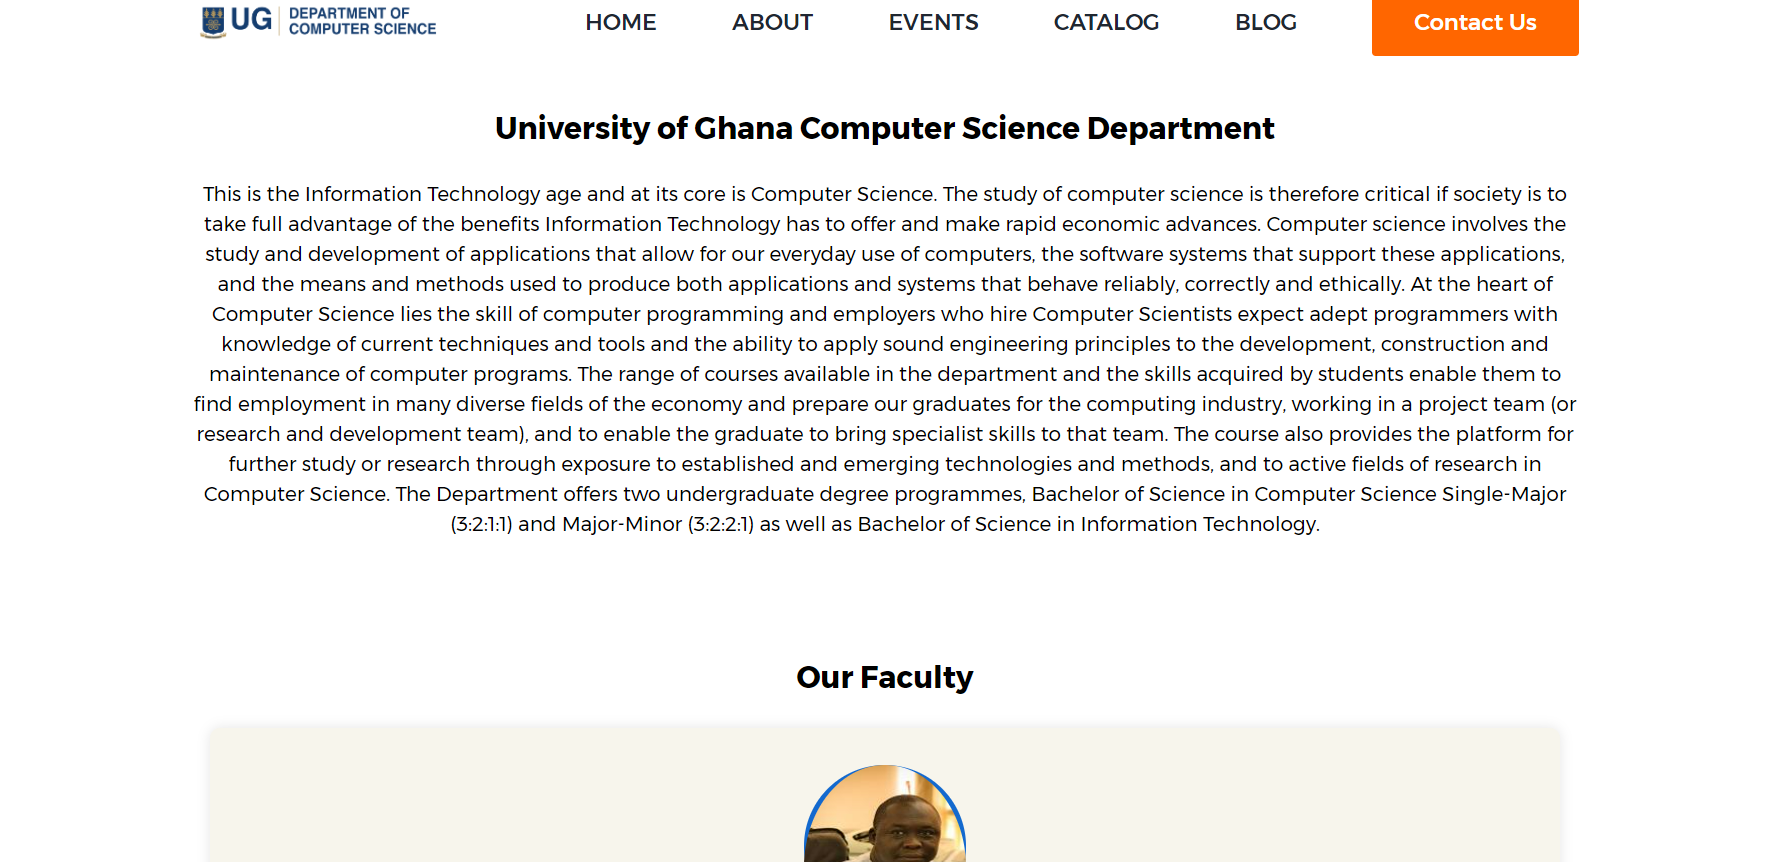 UG DEPARTMENT OF
COMPUTER SCIENCE
HOME ABOUT EVENTS CATALOG BLOG Contact Us
University of Ghana Computer Science Department
This is the Information Technology age and at its core is Computer Science. The study of computer science is therefore critical if society is to
take full advantage of the benefits Information Technology has to offer and make rapid economic advances. Computer science involves the
study and development of applications that allow for our everyday use of computers, the software systems that support these applications,
and the means and methods used to produce both applications and systems that behave reliably, correctly and ethically. At the heart of
Computer Science lies the skill of computer programming and employers who hire Computer Scientists expect adept programmers with
knowledge of current techniques and tools and the ability to apply sound engineering principles to the development, construction and
maintenance of computer programs. The range of courses available in the department and the skills acquired by students enable them to
find employment in many diverse fields of the economy and prepare our graduates for the computing industry, working in a project team (or
research and development team), and to enable the graduate to bring specialist skills to that team. The course also provides the platform for
further study or research through exposure to established and emerging technologies and methods, and to active fields of research in
Computer Science. The Department offers two undergraduate degree programmes, Bachelor of Science in Computer Science Single-Major
(3:2:1:1) and Major-Minor (3:2:2:1) as well as Bachelor of Science in Information Technology.
Our Faculty